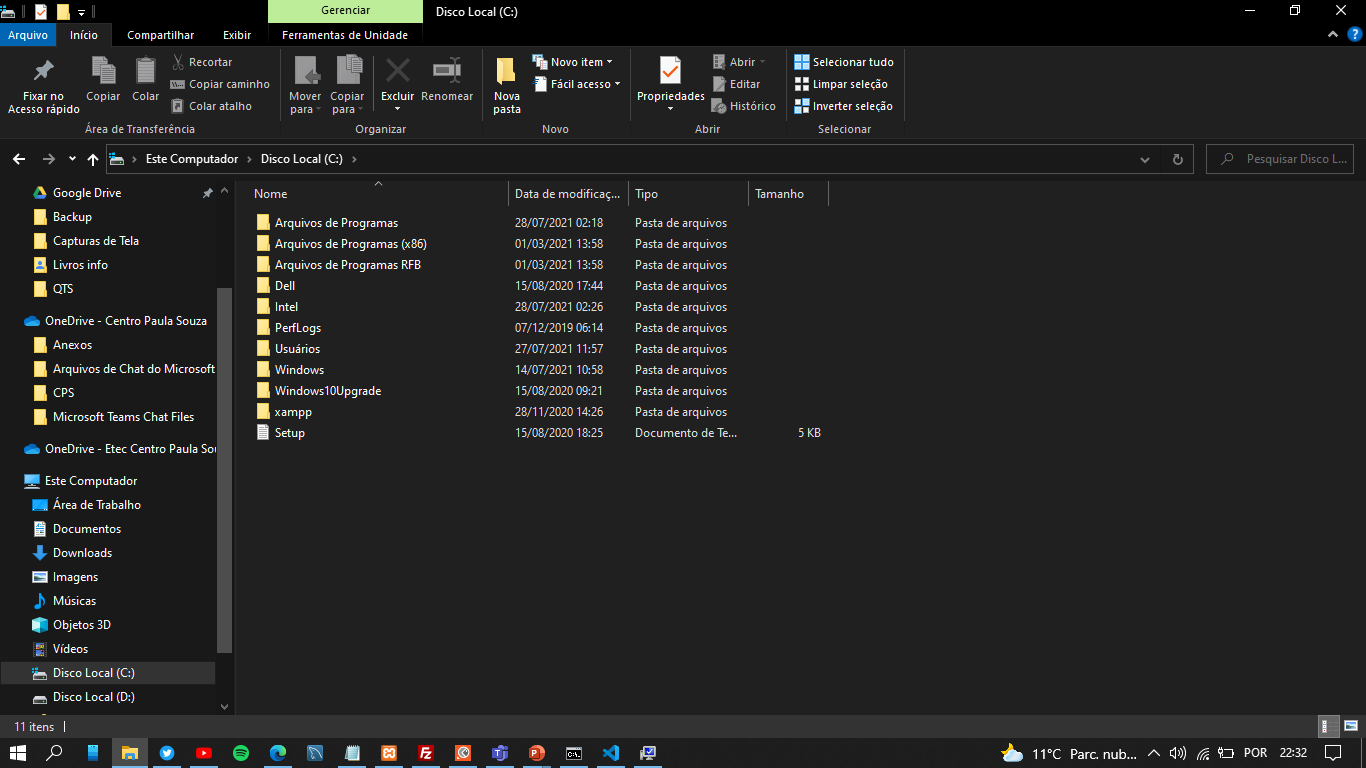 Gerenciar
Disco Local (C:)
Arquivo
Início
Compartilhar
Exibir
Ferramentas de Unidade
Fixar no
Acesso rápido
Copiar
Colar
Recortar
Copiar caminho
Colar atalho
Área de Transferência
Mover
para
Copiar
para
Excluir
Renomear
Organizar
Nova
pasta
Novo item
Fácil acesso
Novo
Propriedades
Abrir
Editar
Histórico
Abrir
Selecionar tudo
Limpar seleção
Inverter seleção
Selecionar
Este Computador > Disco Local (C:) >
Pesquisar Disco L...
Google Drive
Backup
Capturas de Tela
Livros info
QTS
OneDrive - Centro Paula Souza
Anexos
Arquivos de Chat do Microsoft
CPS
Microsoft Teams Chat Files
OneDrive - Etec Centro Paula Sou
Este Computador
Área de Trabalho
Documentos
Downloads
Imagens
Músicas
Objetos 3D
Vídeos
Disco Local (C:)
Disco Local (D:)
Nome Data de modificaç... Tipo Tamanho
Arquivos de Programas 28/07/2021 02:18 Pasta de arquivos
Arquivos de Programas (x86) 01/03/2021 13:58 Pasta de arquivos
Arquivos de Programas RFB 01/03/2021 13:58 Pasta de arquivos
Dell 15/08/2020 17:44 Pasta de arquivos
Intel 28/07/2021 02:26 Pasta de arquivos
PerfLogs 07/12/2019 06:14 Pasta de arquivos
Usuários 27/07/2021 11:57 Pasta de arquivos
Windows 14/07/2021 10:58 Pasta de arquivos
Windows10Upgrade 15/08/2020 09:21 Pasta de arquivos
xampp 28/11/2020 14:26 Pasta de arquivos
Setup 15/08/2020 18:25 Documento de Te... 5 KB
11 itens
11°C Parc. nub... POR 22:32